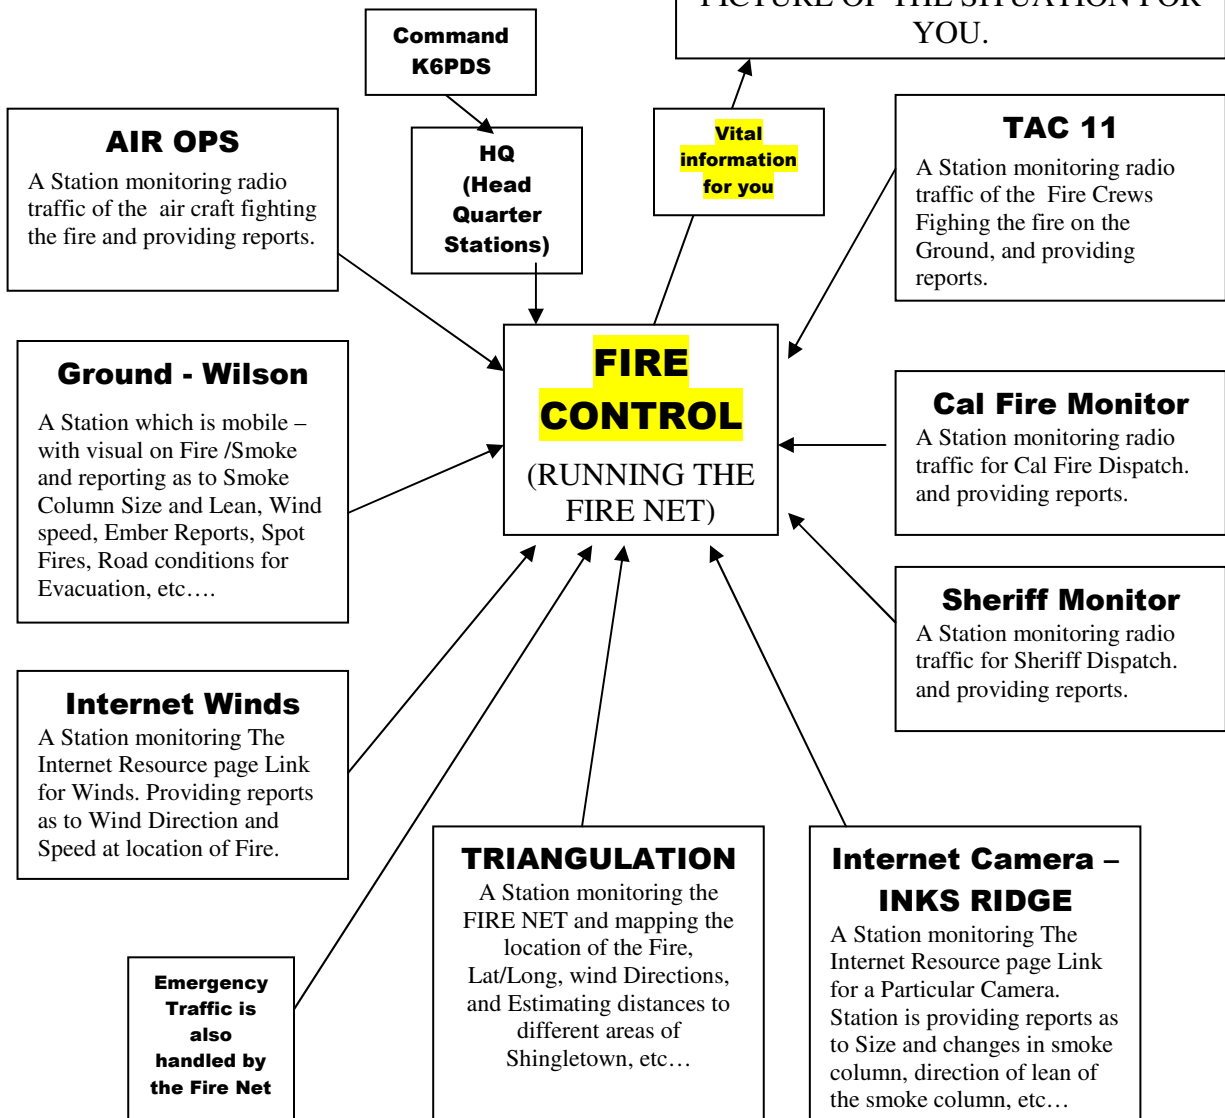 PICTURE OF THE SITUATION FOR
YOU.
Command
K6PDS
AIR OPS
A Station monitoring radio
traffic of the air craft fighting
the fire and providing reports.
HQ
(Head
Quarter
Stations)
Vital
information
for you
TAC 11
A Station monitoring radio
traffic of the Fire Crews
Fighing the fire on the
Ground, and providing
reports.
Ground - Wilson
A Station which is mobile –
with visual on Fire /Smoke
and reporting as to Smoke
Column Size and Lean, Wind
speed, Ember Reports, Spot
Fires, Road conditions for
Evacuation, etc….
FIRE
CONTROL
(RUNNING THE
FIRE NET)
Cal Fire Monitor
A Station monitoring radio
traffic for Cal Fire Dispatch.
and providing reports.
Sheriff Monitor
A Station monitoring radio
traffic for Sheriff Dispatch.
and providing reports.
Internet Winds
A Station monitoring The
Internet Resource page Link
for Winds. Providing reports
as to Wind Direction and
Speed at location of Fire.
Emergency
Traffic is
also
handled by
the Fire Net
TRIANGULATION
A Station monitoring the
FIRE NET and mapping the
location of the Fire,
Lat/Long, wind Directions,
and Estimating distances to
different areas of
Shingletown, etc…
Internet Camera –
INKS RIDGE
A Station monitoring The
Internet Resource page Link
for a Particular Camera.
Station is providing reports as
to Size and changes in smoke
column, direction of lean of
the smoke column, etc…